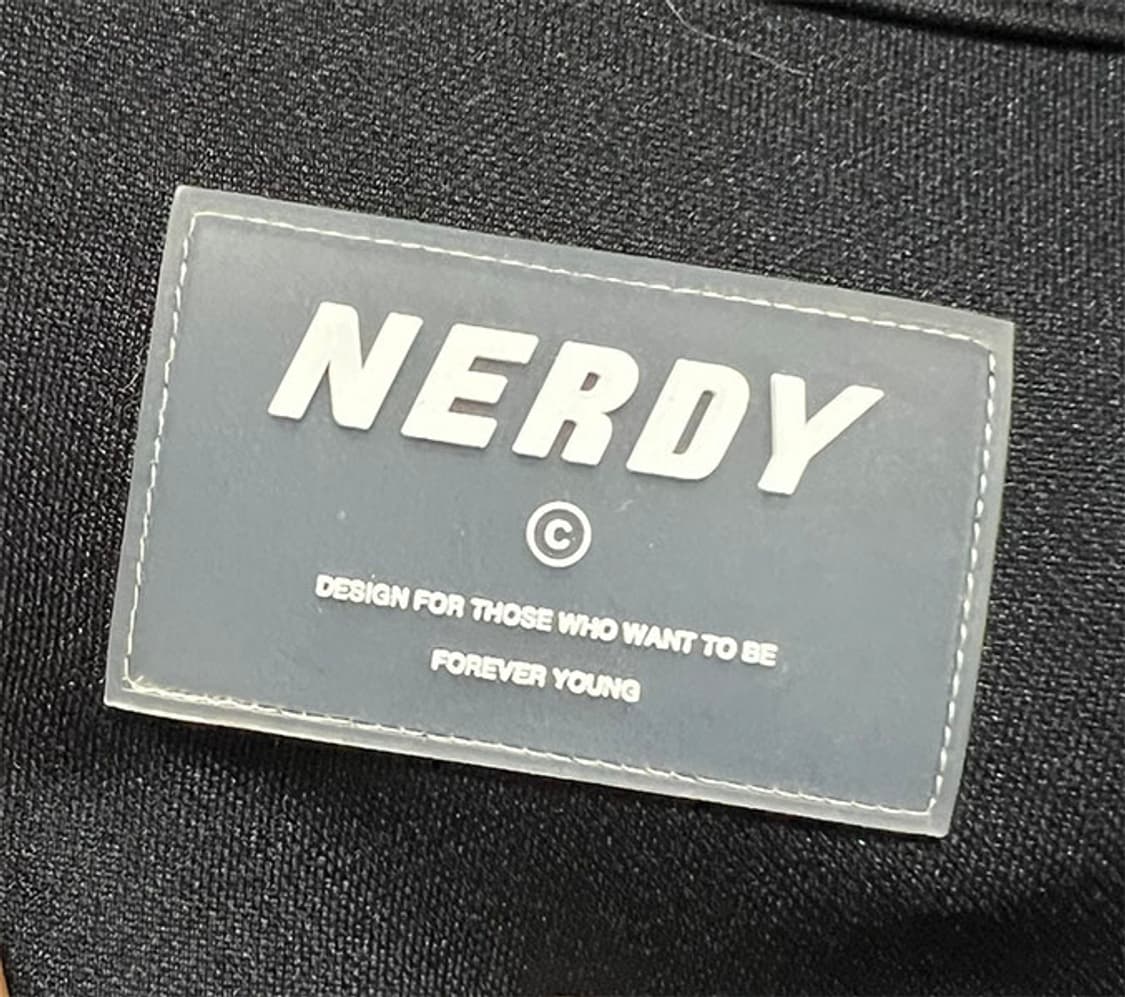 NERDY
©
DESIGN FOR THOSE WHO WANT TO BE
FOREVER YOUNG